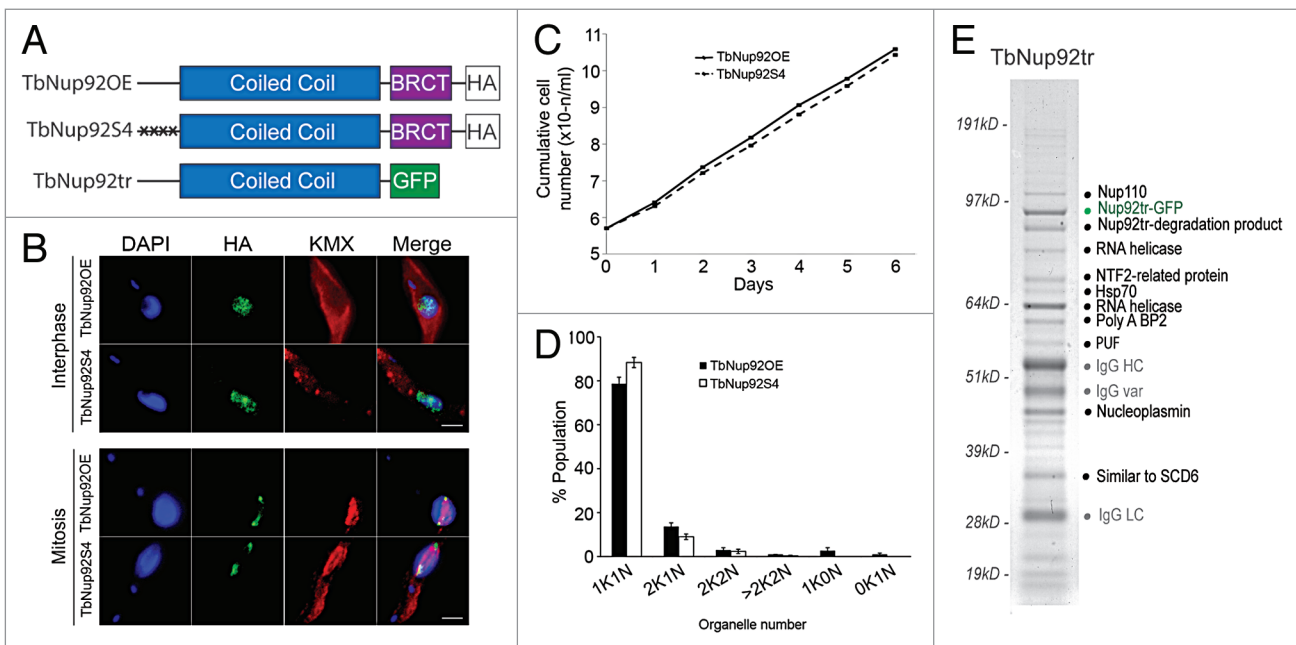 A
TbNup92OE
Coiled Coil
BRCT
HA
TbNup92S4
xxxx
Coiled Coil
BRCT
HA
TbNup92tr
Coiled Coil
GFP
B
DAPI
HA
KMX
Merge
Interphase
TbNup92OE
TbNup92S4
Mitosis
TbNup92OE
TbNup92S4
C
Cumulative cell
number (x10-n/ml)
11
10
9
8
7
6
5
TbNup92OE
TbNup92S4
0 1 2 3 4 5 6
Days
D
% Population
100
80
60
40
20
0
TbNup92OE
TbNup92S4
1K1N 2K1N 2K2N >2K2N 1K0N 0K1N
Organelle number
E
TbNup92tr
191kD
97kD
64kD
51kD
39kD
28kD
19kD
Nup110
Nup92tr-GFP
Nup92tr-degradation product
RNA helicase
NTF2-related protein
Hsp70
RNA helicase
Poly A BP2
PUF
IgG HC
IgG var
Nucleoplasmin
Similar to SCD6
IgG LC